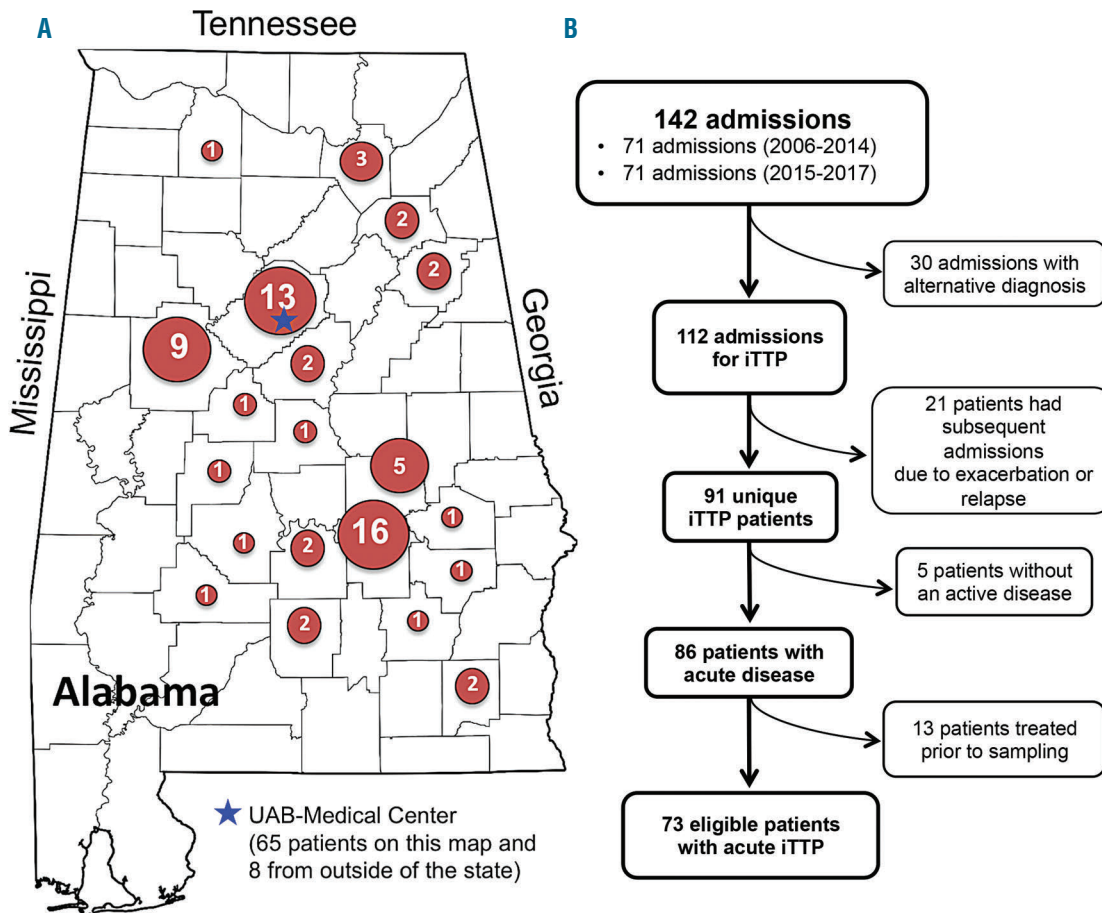 A
Tennessee
Mississippi
Georgia
Alabama
1
3
2
2
13
9
2
1
1
1
5
16
1
1
2
1
1
1
2
2
UAB-Medical Center
(65 patients on this map and
8 from outside of the state)
B
142 admissions
• 71 admissions (2006-2014)
• 71 admissions (2015-2017)
30 admissions with
alternative diagnosis
112 admissions
for iTTP
21 patients had
subsequent
admissions
due to exacerbation or
relapse
91 unique
iTTP patients
5 patients without
an active disease
86 patients with
acute disease
13 patients treated
prior to sampling
73 eligible patients
with acute iTTP